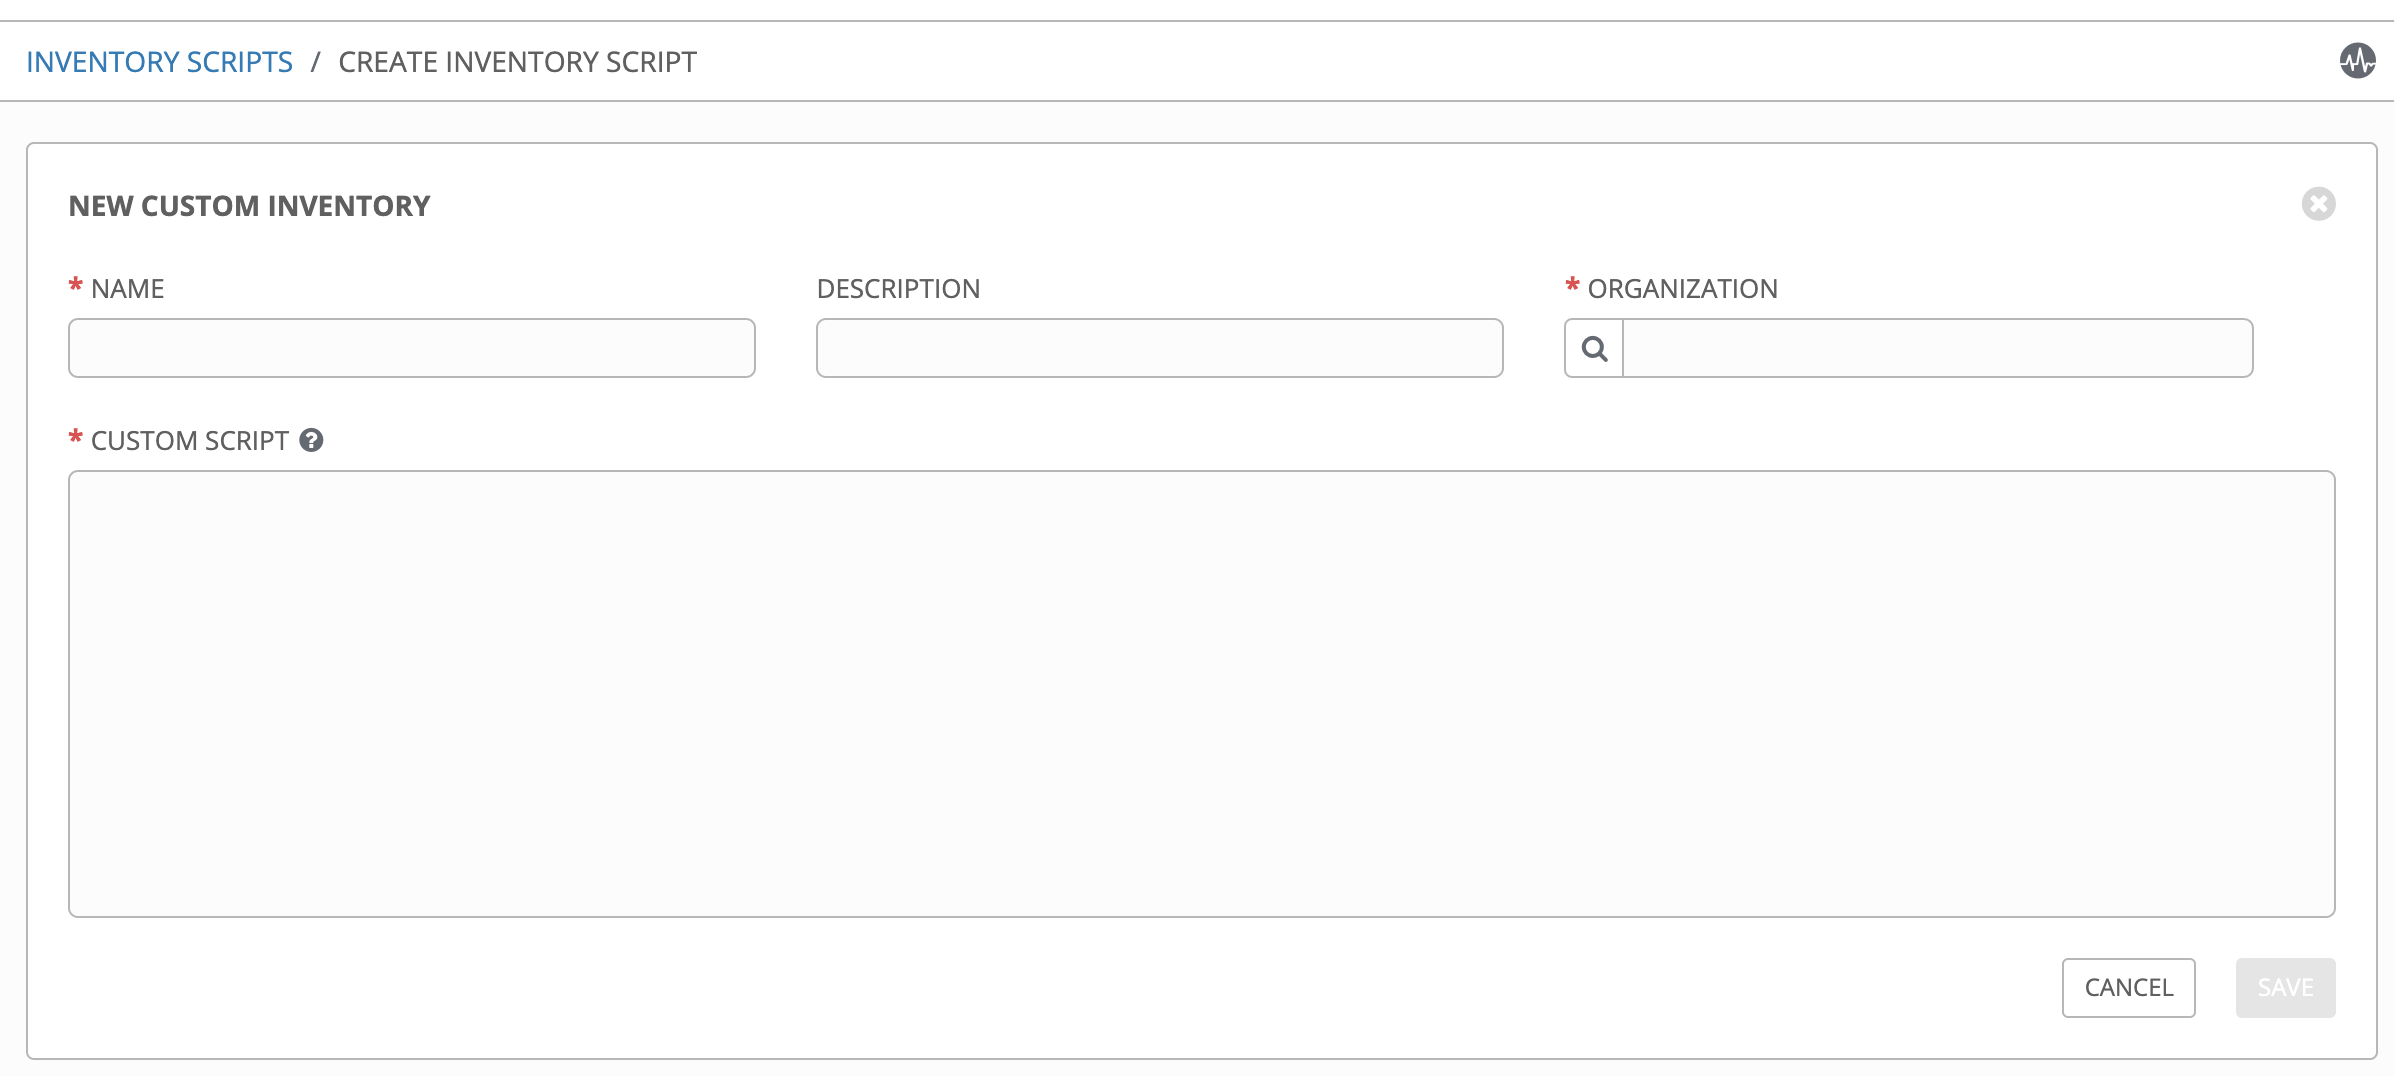 INVENTORY SCRIPTS / CREATE INVENTORY SCRIPT
NEW CUSTOM INVENTORY
* NAME
DESCRIPTION
* ORGANIZATION
* CUSTOM SCRIPT ?
CANCEL
SAVE